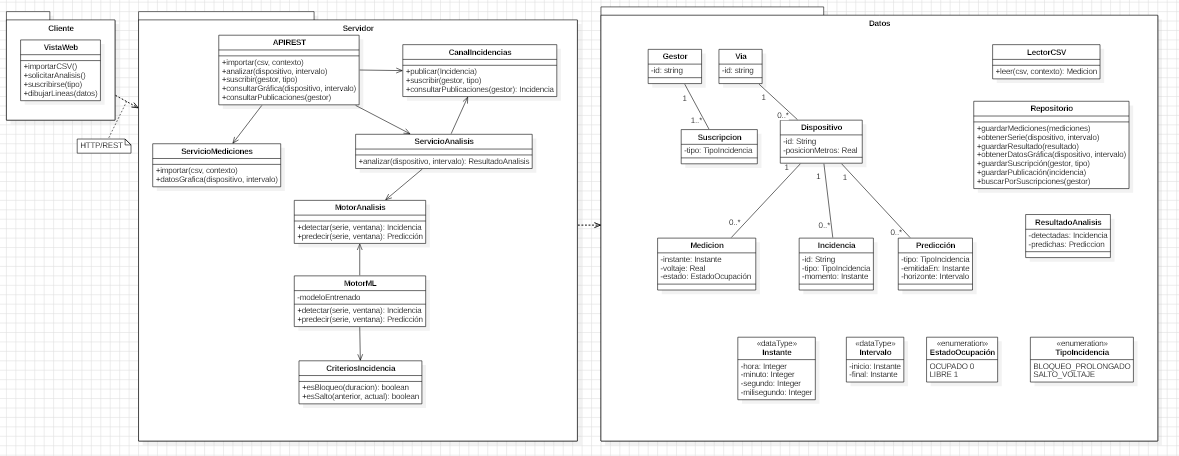 Cliente
VistaWeb
+importarCSV()
+solicitarAnalisis()
+suscribirse(tipo)
+dibujarLineas(datos)
HTTP/REST
Servidor
APIREST
+importar(csv, contexto)
+analizar(dispositivo, intervalo)
+suscribir(gestor, tipo)
+consultarGráfica(dispositivo, intervalo)
+consultarPublicaciones(gestor)
CanalIncidencias
+publicar(Incidencia)
+suscribir(gestor, tipo)
+consultarPublicaciones(gestor): Incidencia
ServicioMediciones
+importar(csv, contexto)
+datosGrafica(dispositivo, intervalo)
ServicioAnalisis
+analizar(dispositivo, intervalo): ResultadoAnalisis
MotorAnalisis
+detectar(serie, ventana): Incidencia
+predecir(serie, ventana): Predicción
MotorML
-modeloEntrenado
+detectar(serie, ventana): Incidencia
+predecir(serie, ventana): Predicción
CriteriosIncidencia
+esBloqueo(duracion): boolean
+esSalto(anterior, actual): boolean
Datos
Gestor
-id: string
Via
-id: string
1
1..*
1
0..*
Suscripcion
-tipo: TipoIncidencia
Dispositivo
-id: String
-posicionMetros: Real
1
1
1
0..*
0..*
0..*
Medicion
-instante: Instante
-voltaje: Real
-estado: EstadoOcupación
Incidencia
-id: String
-tipo: TipoIncidencia
-momento: Instante
Predicción
-tipo: TipoIncidencia
-emitidaEn: Instante
-horizonte: Intervalo
LectorCSV
+leer(csv, contexto): Medicion
Repositorio
+guardarMediciones(mediciones)
+obtenerSerie(dispositivo, intervalo)
+guardarResultado(resultado)
+obtenerDatosGráfica(dispositivo, intervalo)
+guardarSuscripción(gestor, tipo)
+guardarPublicación(incidencia)
+buscarPorSuscripciones(gestor)
ResultadoAnalisis
-detectadas: Incidencia
-predichas: Prediccion
«dataType»
Instante
-hora: Integer
-minuto: Integer
-segundo: Integer
-milisegundo: Integer
«dataType»
Intervalo
-inicio: Instante
-final: Instante
«enumeration»
EstadoOcupación
OCUPADO 0
LIBRE 1
«enumeration»
TipoIncidencia
BLOQUEO_PROLONGADO
SALTO_VOLTAJE